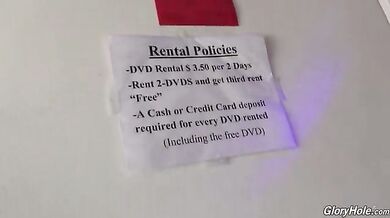 Rental Policies
-DVD Rental $ 3.50 per 2 Days
-Rent 2-DVDS and get third rent
“Free”
-A Cash or Credit Card deposit
required for every DVD rented
(Including the free DVD)
GloryHole.com